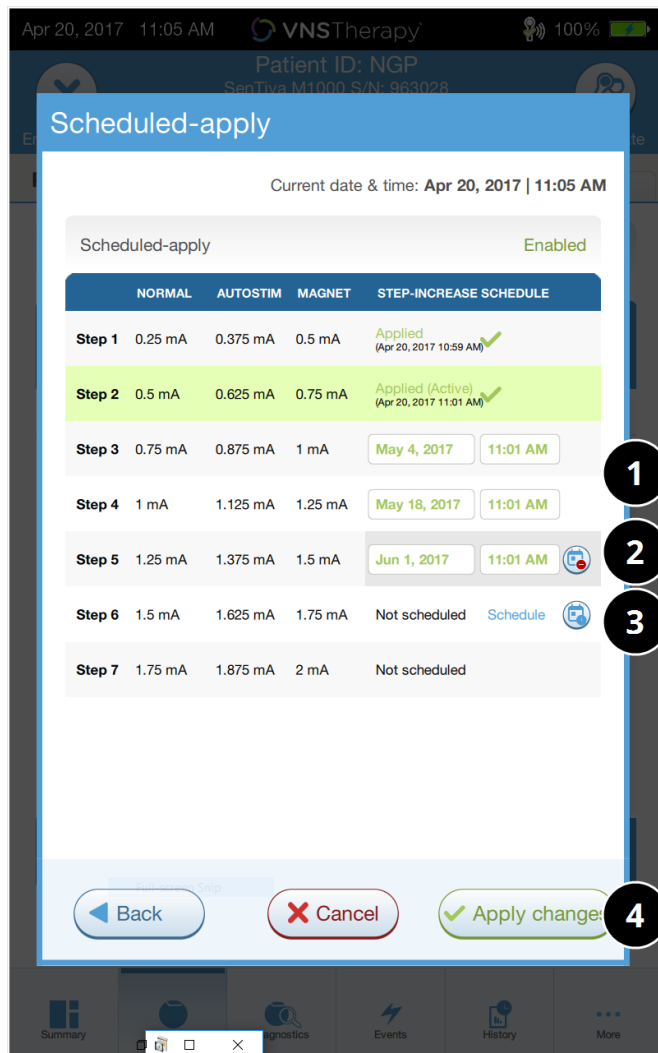 Apr 20, 2017 11:05 AM VNSTherapy 100%
Patient ID: NGP
SenTiva M1000 S/N: 963028
Scheduled-apply
Current date & time: Apr 20, 2017 | 11:05 AM
Scheduled-apply Enabled
NORMAL AUTOSTIM MAGNET STEP-INCREASE SCHEDULE
Step 1 0.25 mA 0.375 mA 0.5 mA Applied
(Apr 20, 2017 10:59 AM)
Step 2 0.5 mA 0.625 mA 0.75 mA Applied (Active)
(Apr 20, 2017 11:01 AM)
Step 3 0.75 mA 0.875 mA 1 mA May 4, 2017 11:01 AM
1
Step 4 1 mA 1.125 mA 1.25 mA May 18, 2017 11:01 AM
Step 5 1.25 mA 1.375 mA 1.5 mA Jun 1, 2017 11:01 AM 2
Step 6 1.5 mA 1.625 mA 1.75 mA Not scheduled Schedule 3
Step 7 1.75 mA 1.875 mA 2 mA Not scheduled
Full-screen Snip
Back Cancel Apply changes 4
Summary agnostics Events History More